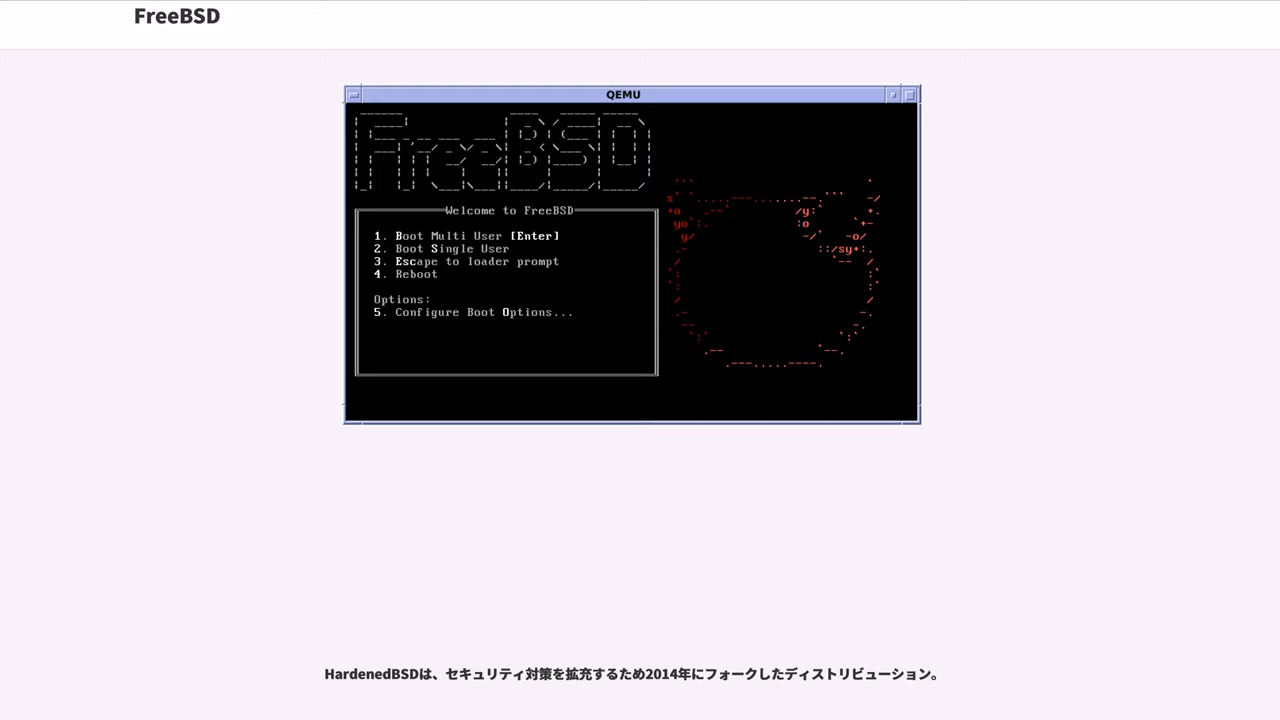 FreeBSD
QEMU
FreeBSD
Welcome to FreeBSD
1. Boot Multi User [Enter]
2. Boot Single User
3. Escape to loader prompt
4. Reboot
Options:
5. Configure Boot Options...
HardenedBSDは、セキュリティ対策を拡充するため2014年にフォークしたディストリビューション。